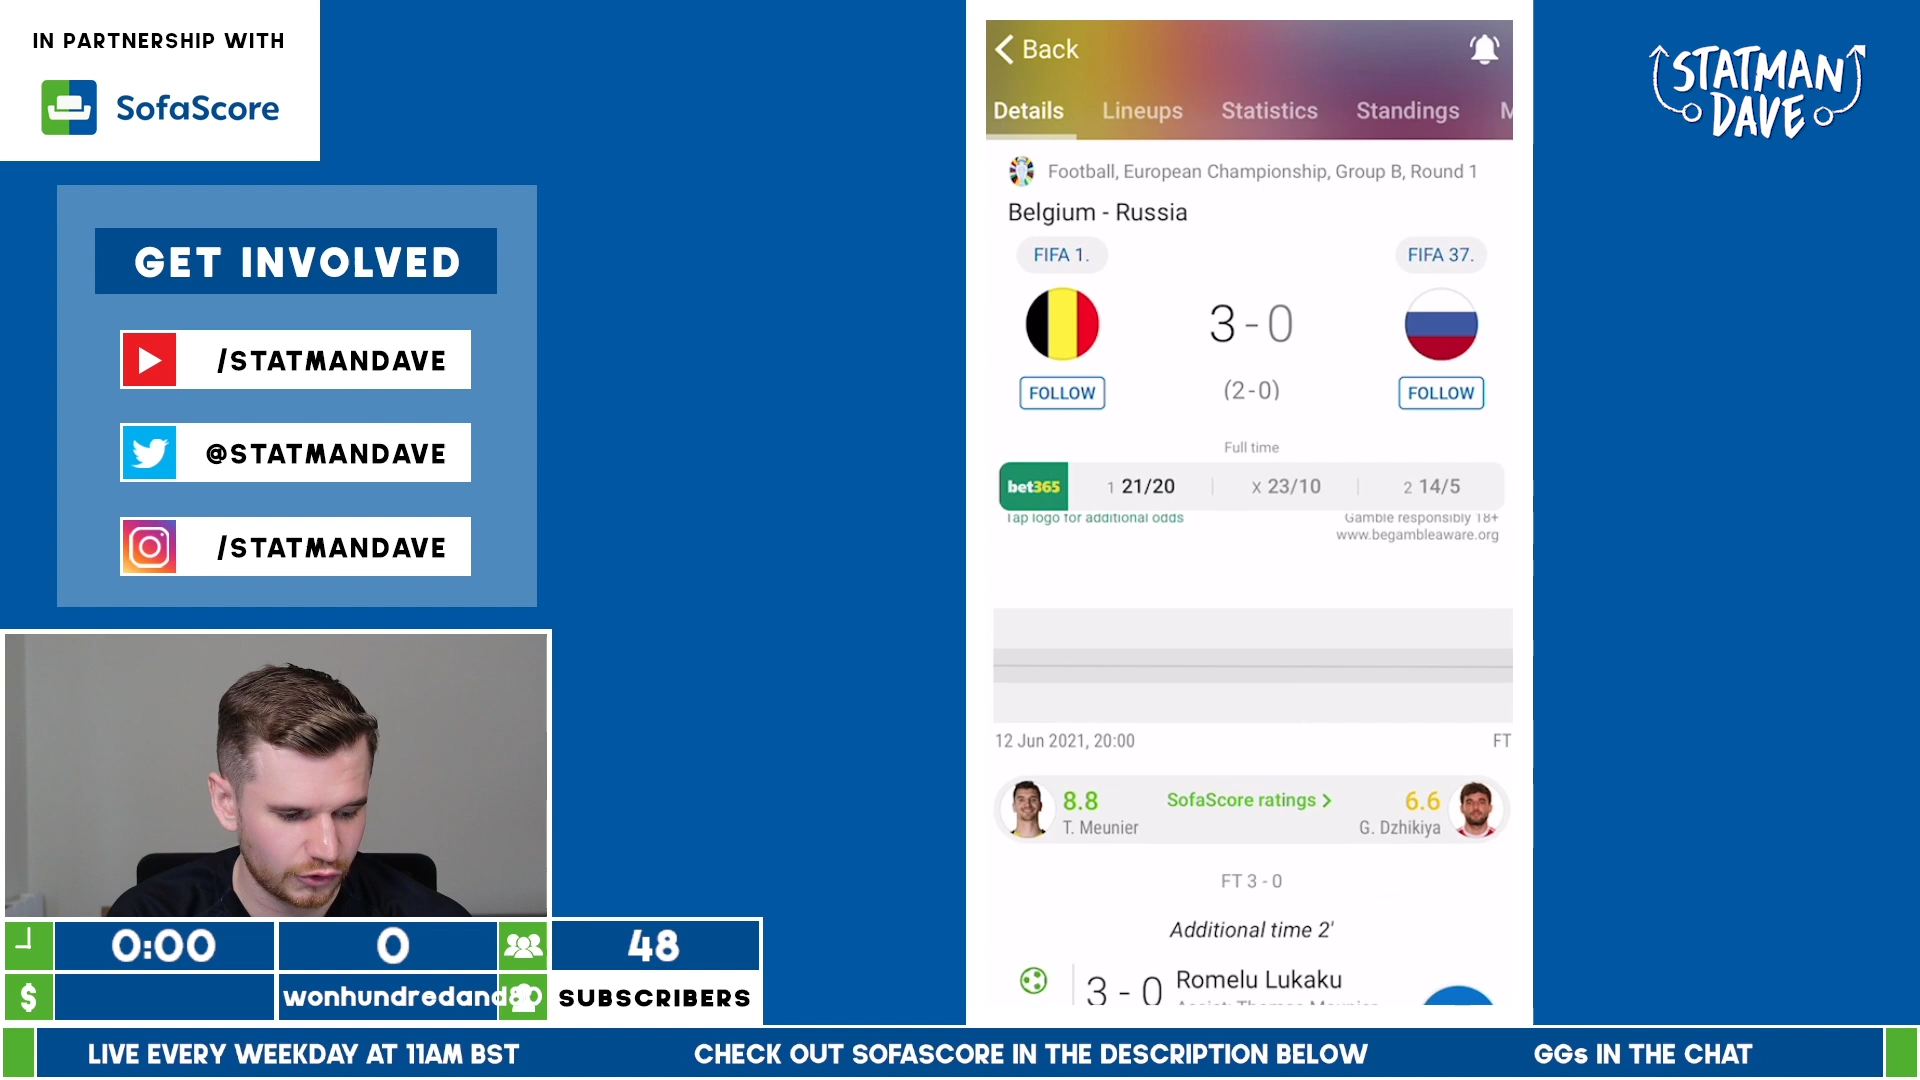 IN PARTNERSHIP WITH
SofaScore
GET INVOLVED
/STATMANDAVE
@STATMANDAVE
/STATMANDAVE
0:00
0
48
$
wonhundredand80
SUBSCRIBERS
Back
Details Lineups Statistics Standings M
Football, European Championship, Group B, Round 1
Belgium - Russia
FIFA 1.
FIFA 37.
3 - 0
FOLLOW
(2-0)
FOLLOW
Full time
bet365 1 21/20 X 23/10 2 14/5
Tap logo for additional odds
Gamble responsibly 18+
www.begambleaware.org
12 Jun 2021, 20:00
FT
8.8
T. Meunier
SofaScore ratings >
6.6
G. Dzhikiya
FT 3 - 0
Additional time 2'
3 - 0 Romelu Lukaku
Assist: Thomas Meunier
STATMAN
DAVE
LIVE EVERY WEEKDAY AT 11AM BST
CHECK OUT SOFASCORE IN THE DESCRIPTION BELOW
GGs IN THE CHAT